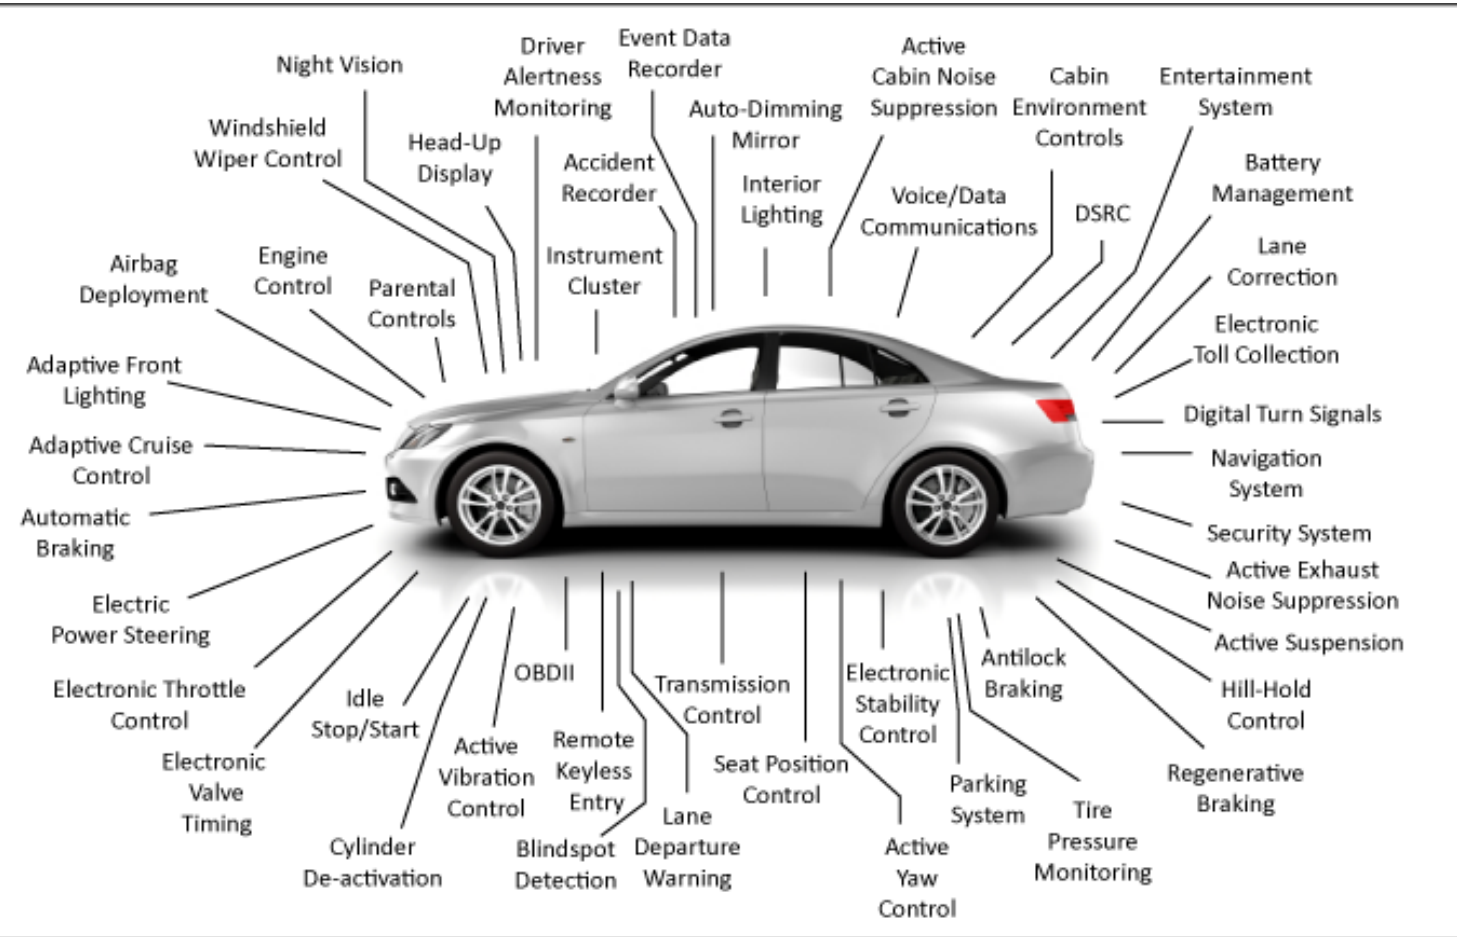 Night Vision
Driver
Alertness
Monitoring
Event Data
Recorder
Active
Cabin Noise
Suppression
Cabin
Environment
Controls
Entertainment
System
Windshield
Wiper Control
Head-Up
Display
Accident
Recorder
Auto-Dimming
Mirror
Interior
Lighting
Voice/Data
Communications
DSRC
Battery
Management
Airbag
Deployment
Engine
Control
Parental
Controls
Instrument
Cluster
Lane
Correction
Electronic
Toll Collection
Adaptive Front
Lighting
Digital Turn Signals
Adaptive Cruise
Control
Navigation
System
Automatic
Braking
Security System
Active Exhaust
Noise Suppression
Electric
Power Steering
Active Suspension
Electronic Throttle
Control
Idle
Stop/Start
OBDII
Transmission
Control
Electronic
Stability
Control
Antilock
Braking
Hill-Hold
Control
Electronic
Valve
Timing
Active
Vibration
Control
Remote
Keyless
Entry
Seat Position
Control
Parking
System
Regenerative
Braking
Cylinder
De-activation
Blindspot
Detection
Lane
Departure
Warning
Active
Yaw
Control
Tire
Pressure
Monitoring